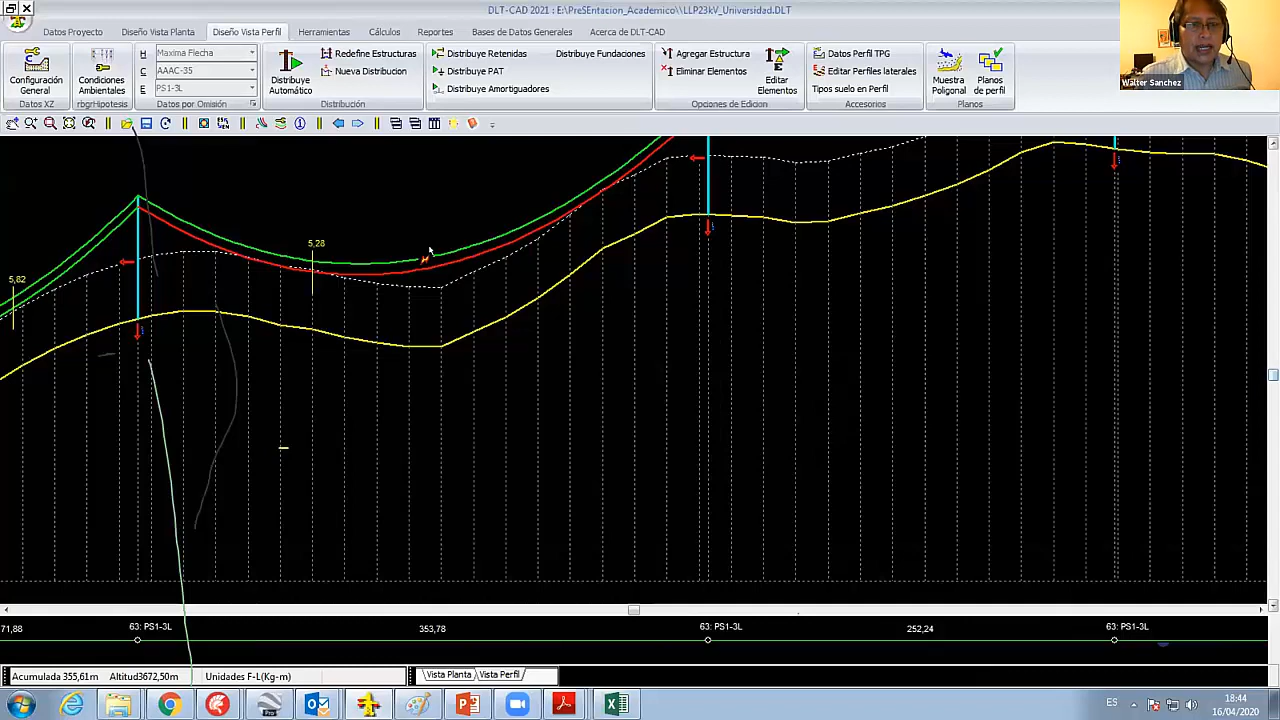 DLT-CAD 2021 : E:\PreSEntacion_Academico\\LLP23kV_Universidad.DLT
Datos Proyecto Diseño Vista Planta Diseño Vista Perfil Herramientas Cálculos Reportes Bases de Datos Generales Acerca de DLT-CAD
H Maxima Flecha
C AAAC-35
E PS1-3L
Configuración General
Condiciones Ambientales
Distribuye Automático
Redefine Estructuras
Nueva Distribucion
Distribuye Retenidas
Distribuye PAT
Distribuye Amortiguadores
Distribuye Fundaciones
Agregar Estructura
Eliminar Elementos
Editar Elementos
Datos Perfil TPG
Editar Perfiles laterales
Tipos suelo en Perfil
Muestra Poligonal
Planos de perfil
Datos XZ rbgrHipotesis Datos por Omisión Distribución Opciones de Edicion Accesorios Planos
Walter Sanchez
5,28
5,82
63: PS1-3L 63: PS1-3L 63: PS1-3L
71,88 353,78 252,24
Acumulada 355,61m Altitud3672,50m Unidades F-L(Kg-m) Vista Planta Vista Perfil
ES
18:44
16/04/2020